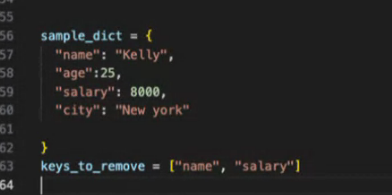 55
56 sample_dict = {
57 "name": "Kelly",
58 "age":25,
59 "salary": 8000,
60 "city": "New york"
61
62 }
63 keys_to_remove = ["name", "salary"]
64